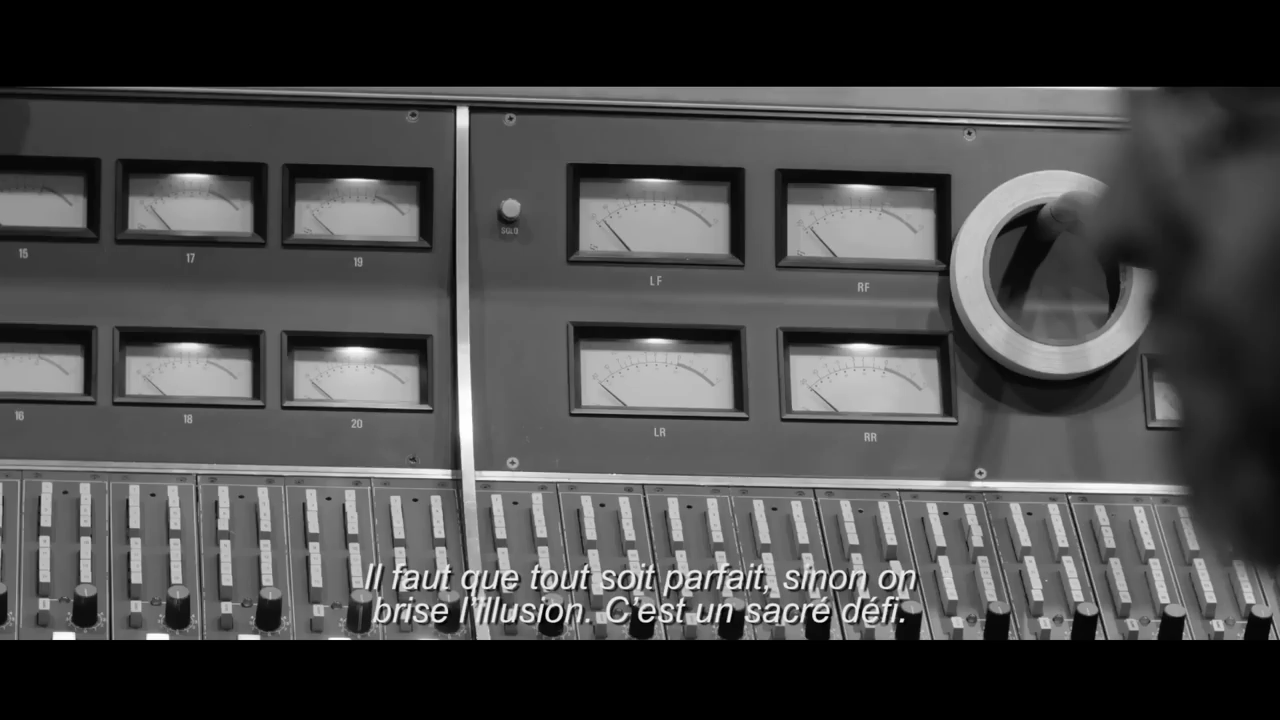 SOLO
15
17
19
LF
RF
16
18
20
LR
RR
Il faut que tout soit parfait, sinon on
brise l'illusion. C'est un sacré défi.